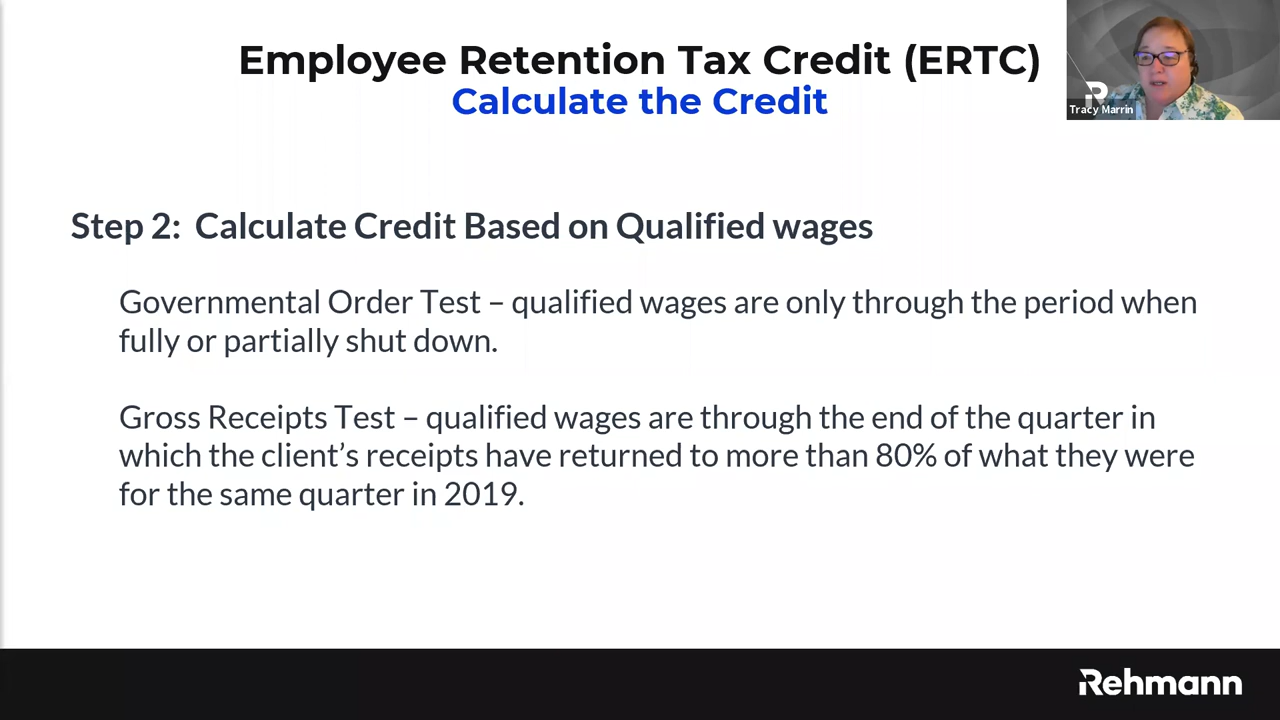 Employee Retention Tax Credit (ERTC)
Calculate the Credit
Tracy Marrin
Step 2: Calculate Credit Based on Qualified wages
Governmental Order Test – qualified wages are only through the period when
fully or partially shut down.
Gross Receipts Test – qualified wages are through the end of the quarter in
which the client’s receipts have returned to more than 80% of what they were
for the same quarter in 2019.
Rehmann